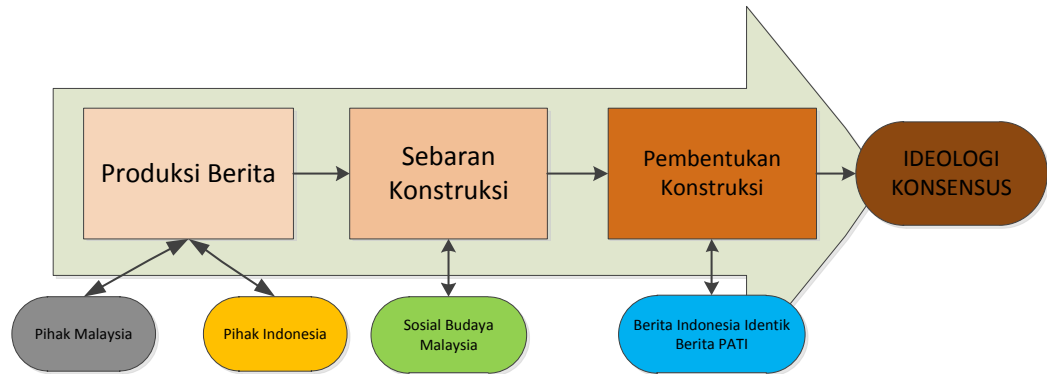 Produksi Berita
Sebaran
Konstruksi
Pembentukan
Konstruksi
IDEOLOGI
KONSENSUS
Pihak Malaysia
Pihak Indonesia
Sosial Budaya
Malaysia
Berita Indonesia Identik
Berita PATI